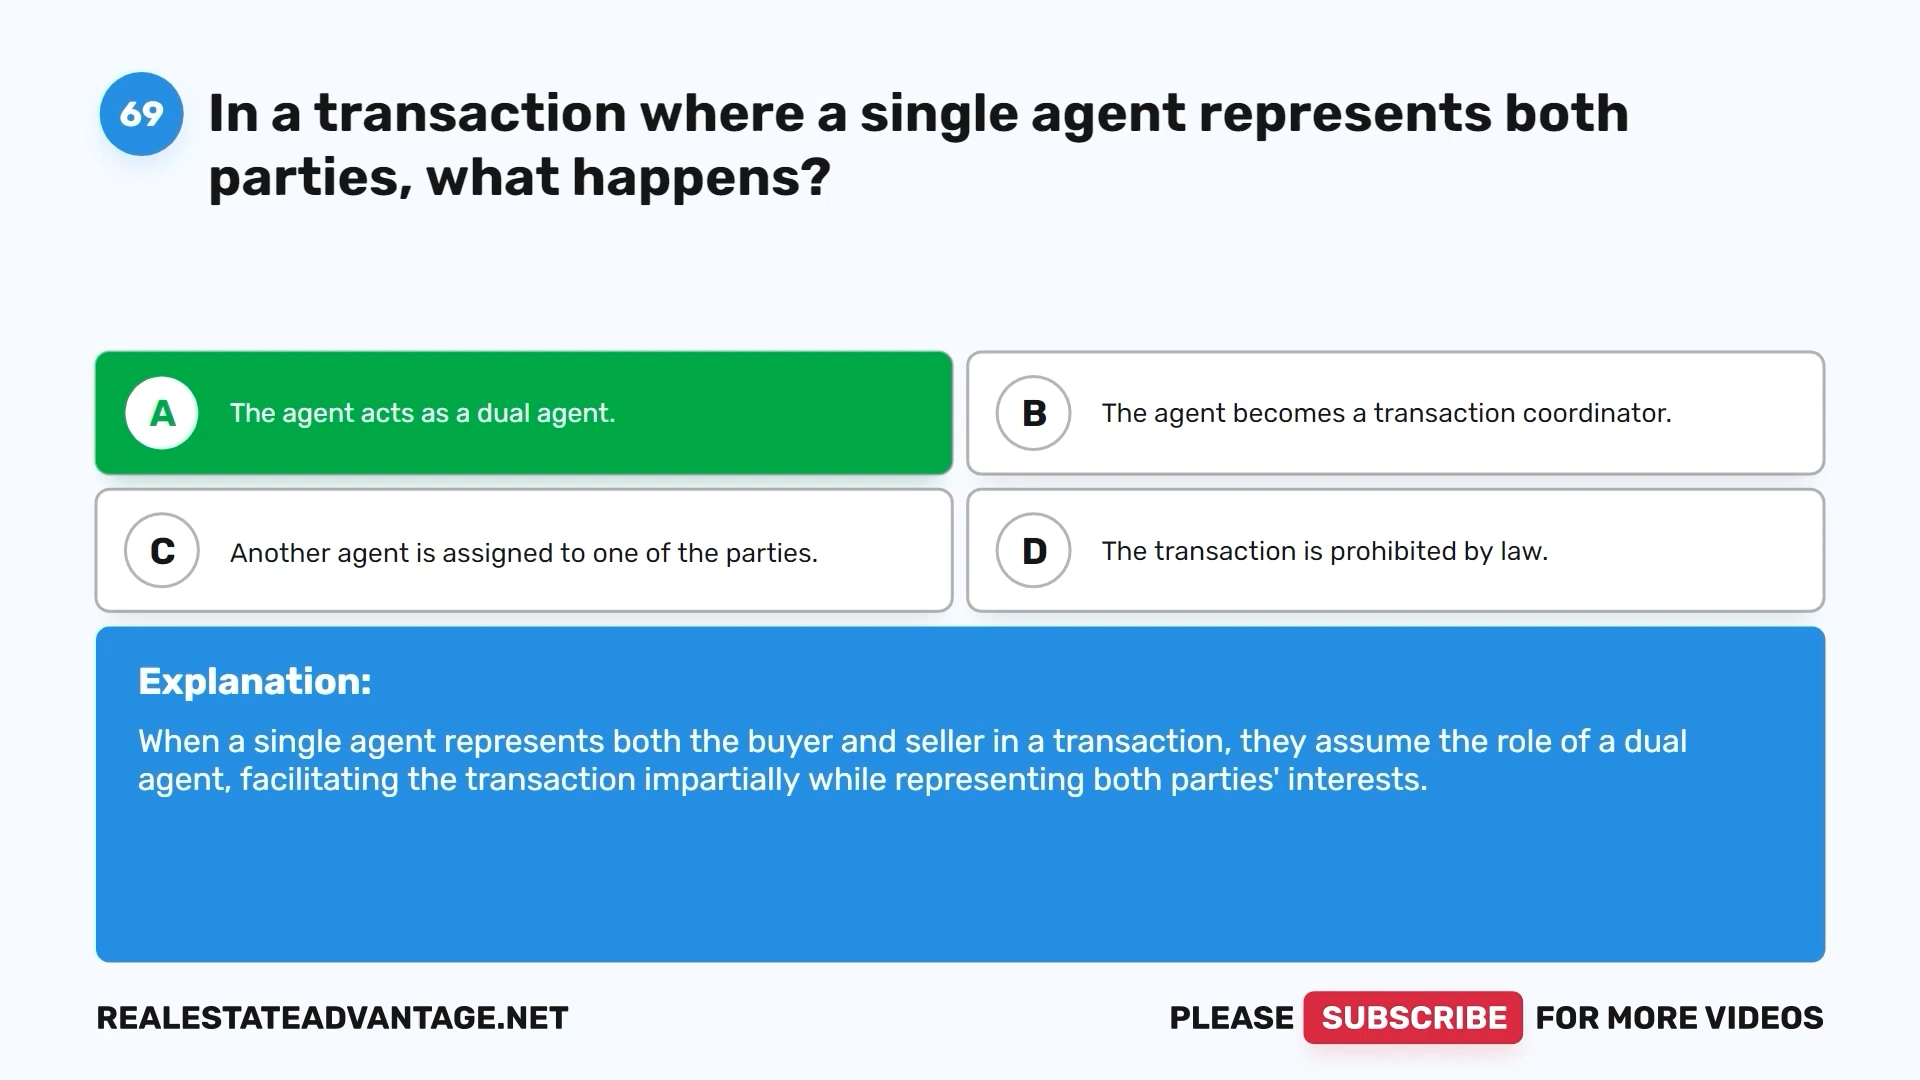 69
In a transaction where a single agent represents both
parties, what happens?
A
The agent acts as a dual agent.
B
The agent becomes a transaction coordinator.
C
Another agent is assigned to one of the parties.
D
The transaction is prohibited by law.
Explanation:
When a single agent represents both the buyer and seller in a transaction, they assume the role of a dual
agent, facilitating the transaction impartially while representing both parties' interests.
REALESTATEADVANTAGE.NET
PLEASE SUBSCRIBE FOR MORE VIDEOS